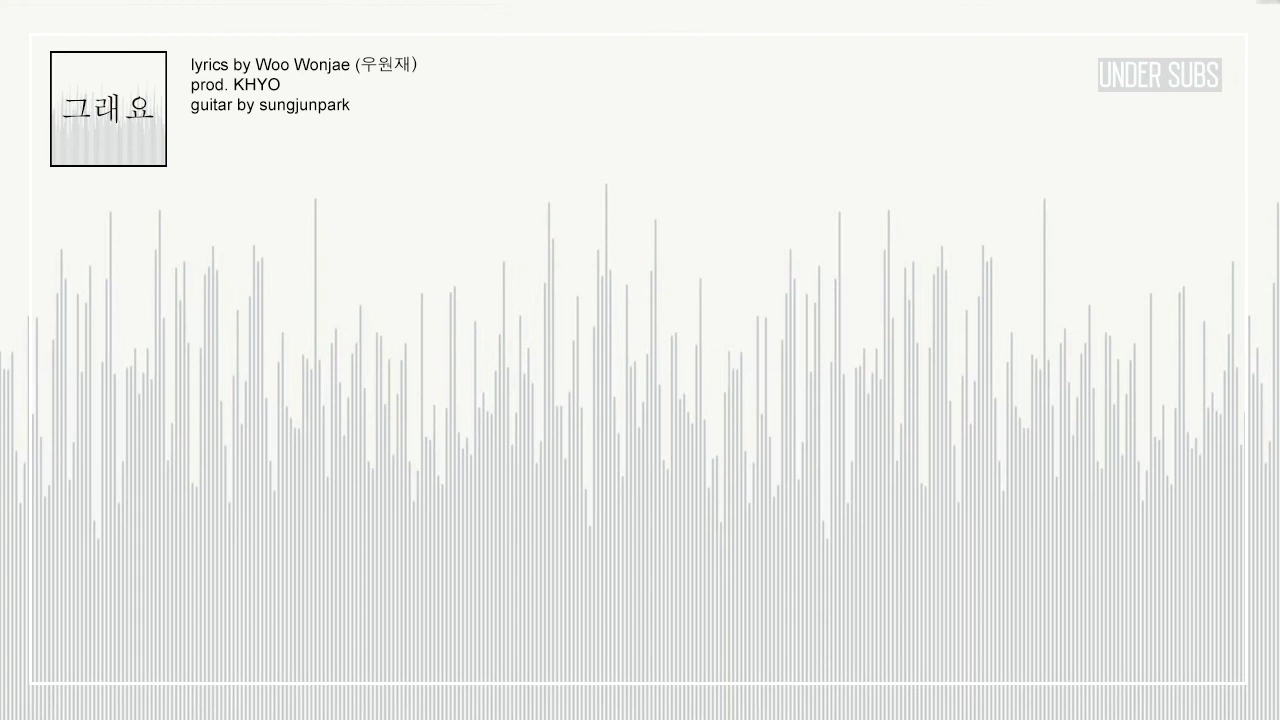 lyrics by Woo Wonjae (우원재)
prod. KHYO
guitar by sungjunpark
그래요
UNDER SUBS